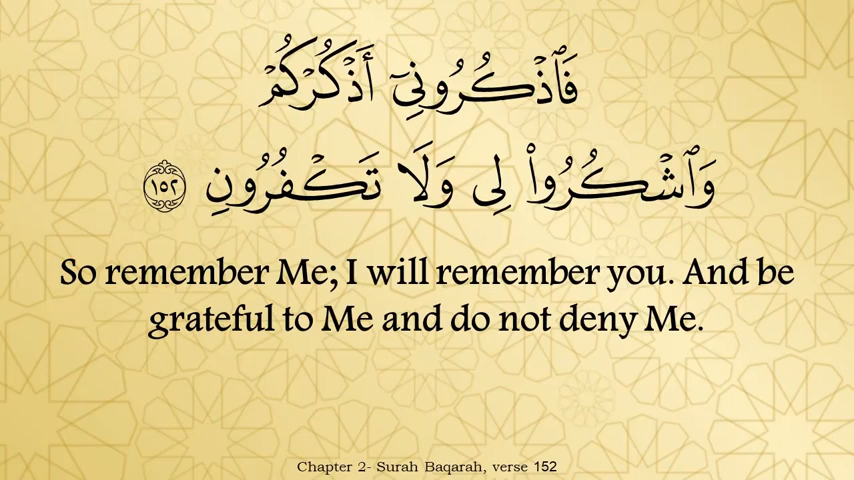 فَٱذۡكُرُونِيٓ أَذۡكُرۡكُمۡ
وَٱشۡكُرُواْ لِي وَلَا تَكۡفُرُونِ ١٥٢
So remember Me; I will remember you. And be
grateful to Me and do not deny Me.
Chapter 2- Surah Baqarah, verse 152